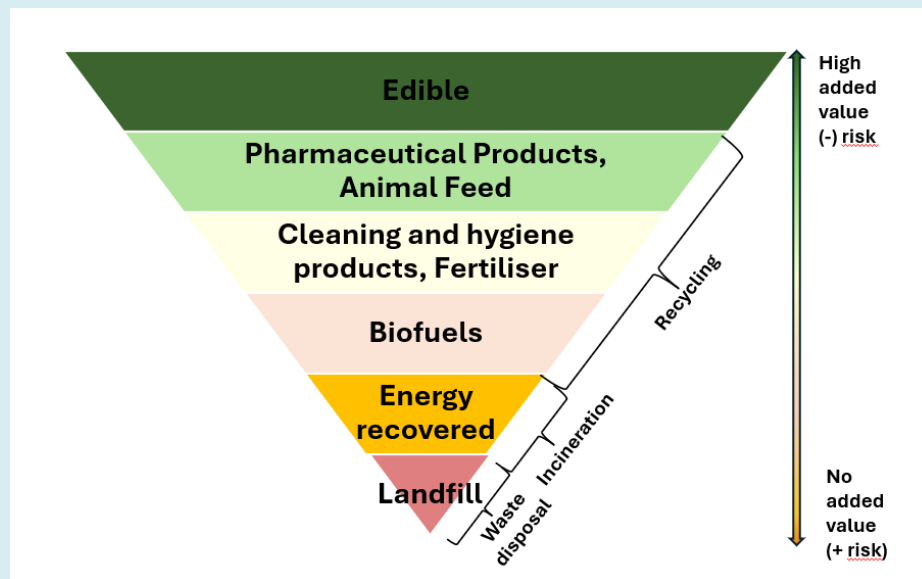 Edible
Pharmaceutical Products,
Animal Feed
Cleaning and hygiene
products, Fertiliser
Biofuels
Energy
recovered
Landfill
Recycling
Incineration
Waste
disposal
High
added
value
(-) risk
No
added
value
(+ risk)